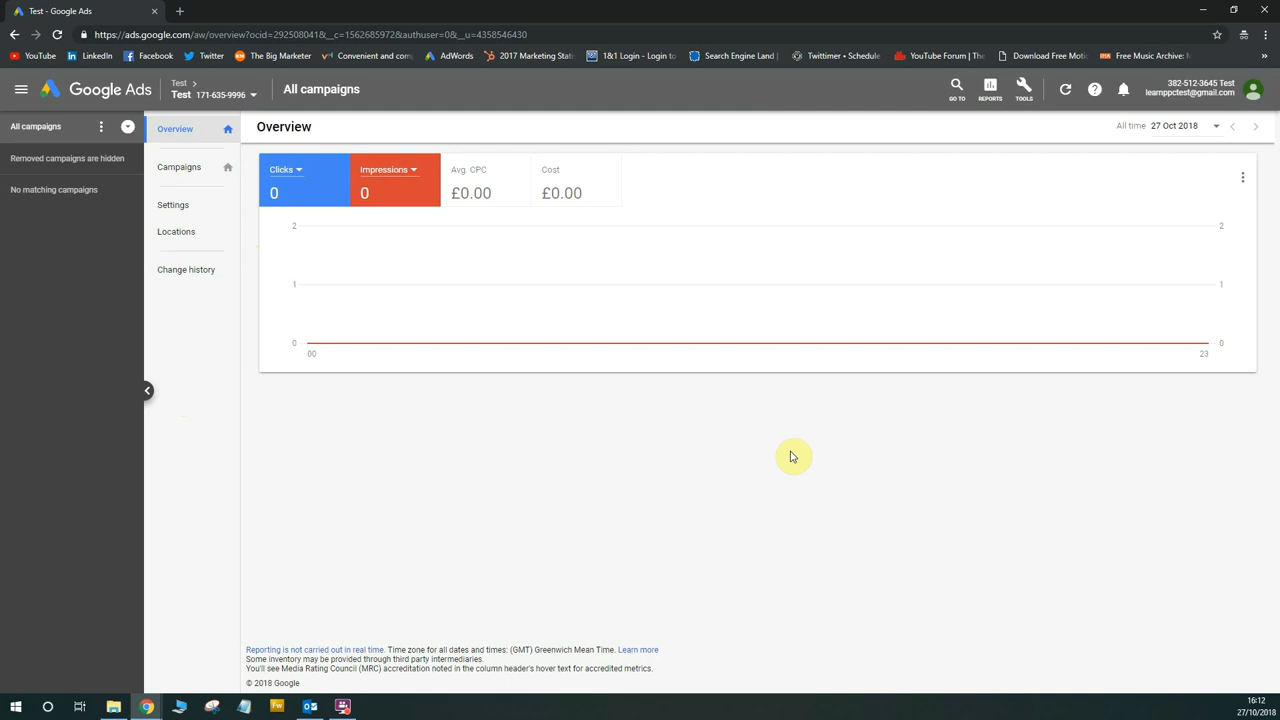 Test - Google Ads
https://ads.google.com/aw/overview?ocid=292508041&__c=1562685972&authuser=0&__u=4358546430
YouTube LinkedIn Facebook Twitter The Big Marketer Convenient and com AdWords 2017 Marketing Stati 1&1 Login - Login to Search Engine Land | Twittimer • Schedule YouTube Forum | The Download Free Moti Free Music Archive: M »
Google Ads
Test >
Test 171-635-9996
All campaigns
GO TO
REPORTS
TOOLS
382-512-3645 Test
learnppctest@gmail.com
All campaigns
Removed campaigns are hidden
No matching campaigns
Overview
Campaigns
Settings
Locations
Change history
Overview
All time 27 Oct 2018
Clicks Impressions Avg. CPC Cost
0 0 £0.00 £0.00
2 2
1 1
0 0
00 23
Reporting is not carried out in real time. Time zone for all dates and times: (GMT) Greenwich Mean Time. Learn more
Some inventory may be provided through third party intermediaries.
You'll see Media Rating Council (MRC) accreditation noted in the column header's hover text for accredited metrics.
© 2018 Google
Fw
16:12
27/10/2018